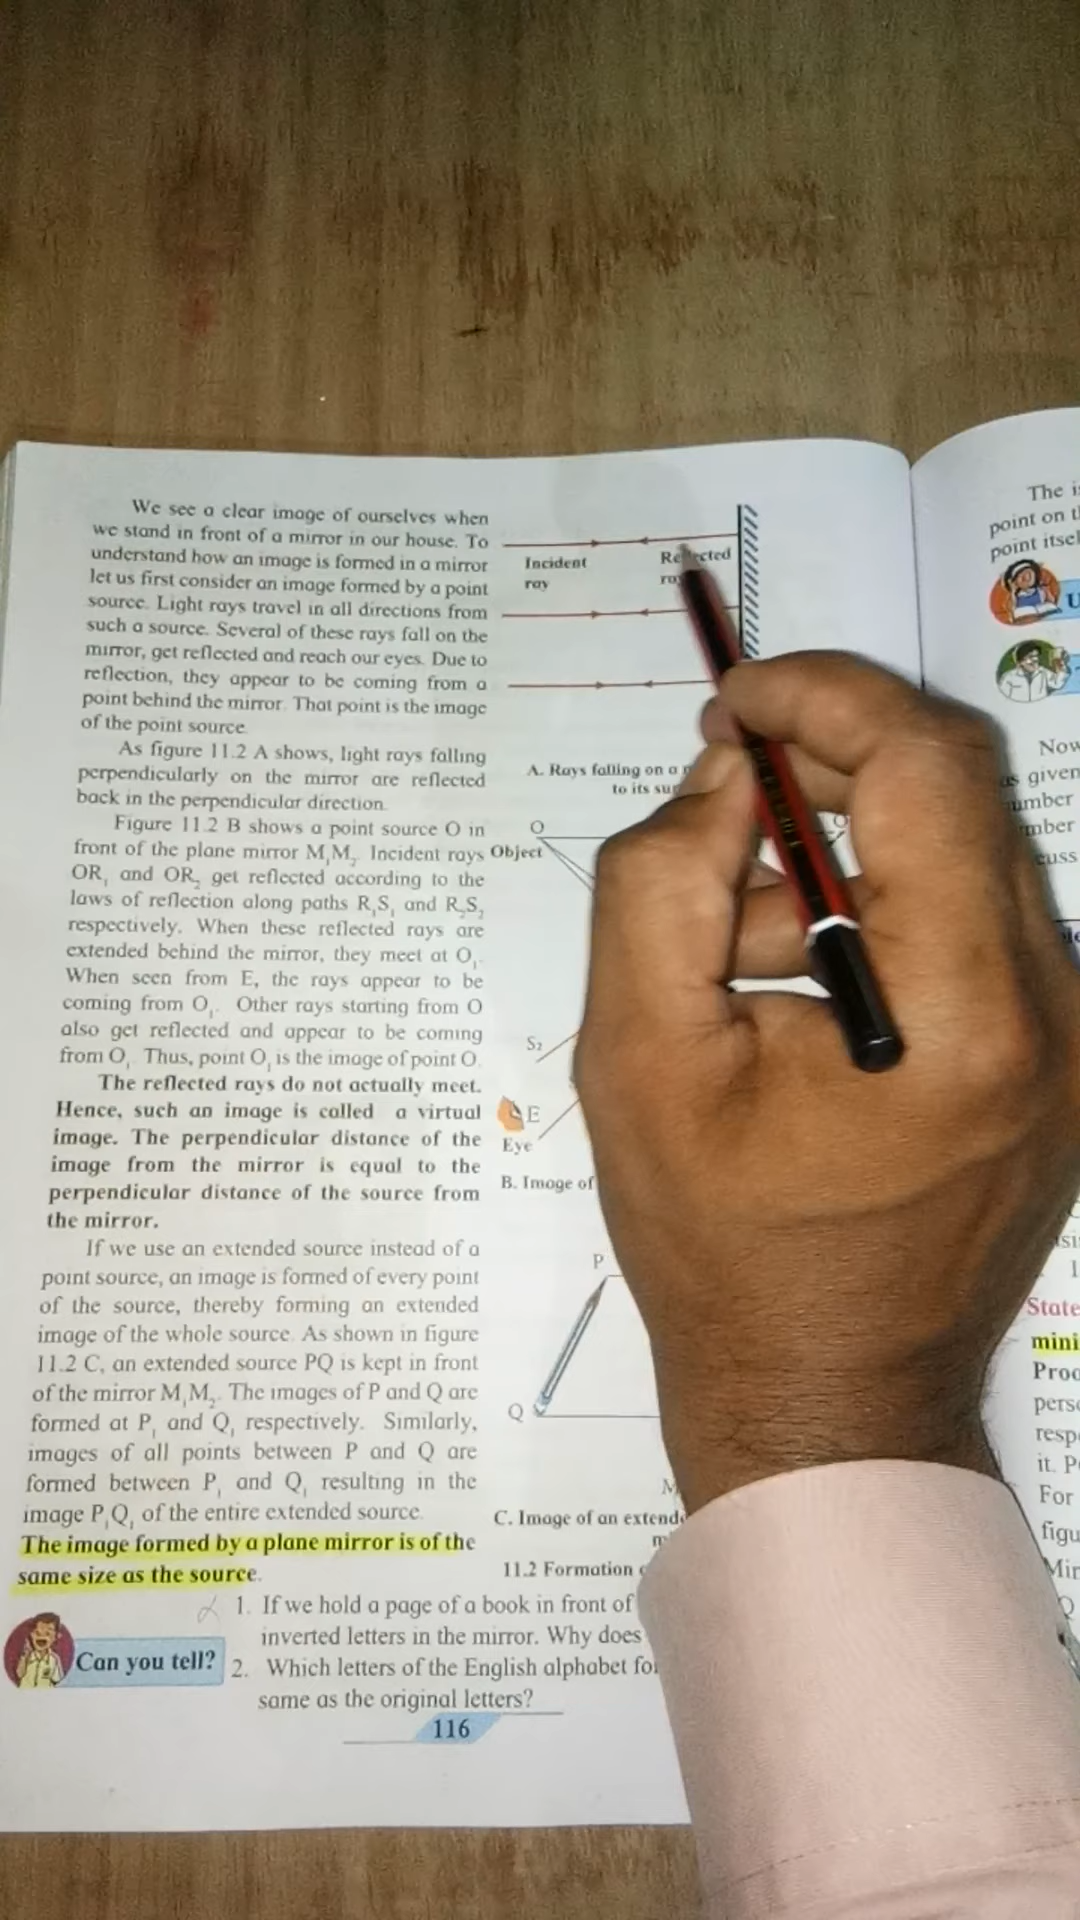 We see a clear image of ourselves when
we stand in front of a mirror in our house. To
understand how an image is formed in a mirror
let us first consider an image formed by a point
source. Light rays travel in all directions from
such a source. Several of these rays fall on the
mirror, get reflected and reach our eyes. Due to
reflection, they appear to be coming from a
point behind the mirror. That point is the image
of the point source.
As figure 11.2 A shows, light rays falling
perpendicularly on the mirror are reflected
back in the perpendicular direction.
Figure 11.2 B shows a point source O in
front of the plane mirror M₁M₂. Incident rays
OR₁ and OR₂ get reflected according to the
laws of reflection along paths R₁S₁ and R₂S₂
respectively. When these reflected rays are
extended behind the mirror, they meet at O₁.
When seen from E, the rays appear to be
coming from O₁. Other rays starting from O
also get reflected and appear to be coming
from O₁. Thus, point O₁ is the image of point O.
The reflected rays do not actually meet.
Hence, such an image is called a virtual
image. The perpendicular distance of the
image from the mirror is equal to the
perpendicular distance of the source from
the mirror.
If we use an extended source instead of a
point source, an image is formed of every point
of the source, thereby forming an extended
image of the whole source. As shown in figure
11.2 C, an extended source PQ is kept in front
of the mirror M₁M₂. The images of P and Q are
formed at P₁ and Q₁ respectively. Similarly,
images of all points between P and Q are
formed between P₁ and Q₁ resulting in the
image P₁Q₁ of the entire extended source.
The image formed by a plane mirror is of the
same size as the source.
Can you tell?
1. If we hold a page of a book in front of
inverted letters in the mirror. Why does
2. Which letters of the English alphabet
same as the original letters?
116
Incident
ray
A. Rays falling on a
to its
O
Object
S₂
E
Eye
B. Image of
P
Q
M
C. Image of an
11.2 Formation
The
point on
point
U
Now
as given
State
mini
resp
it.
For